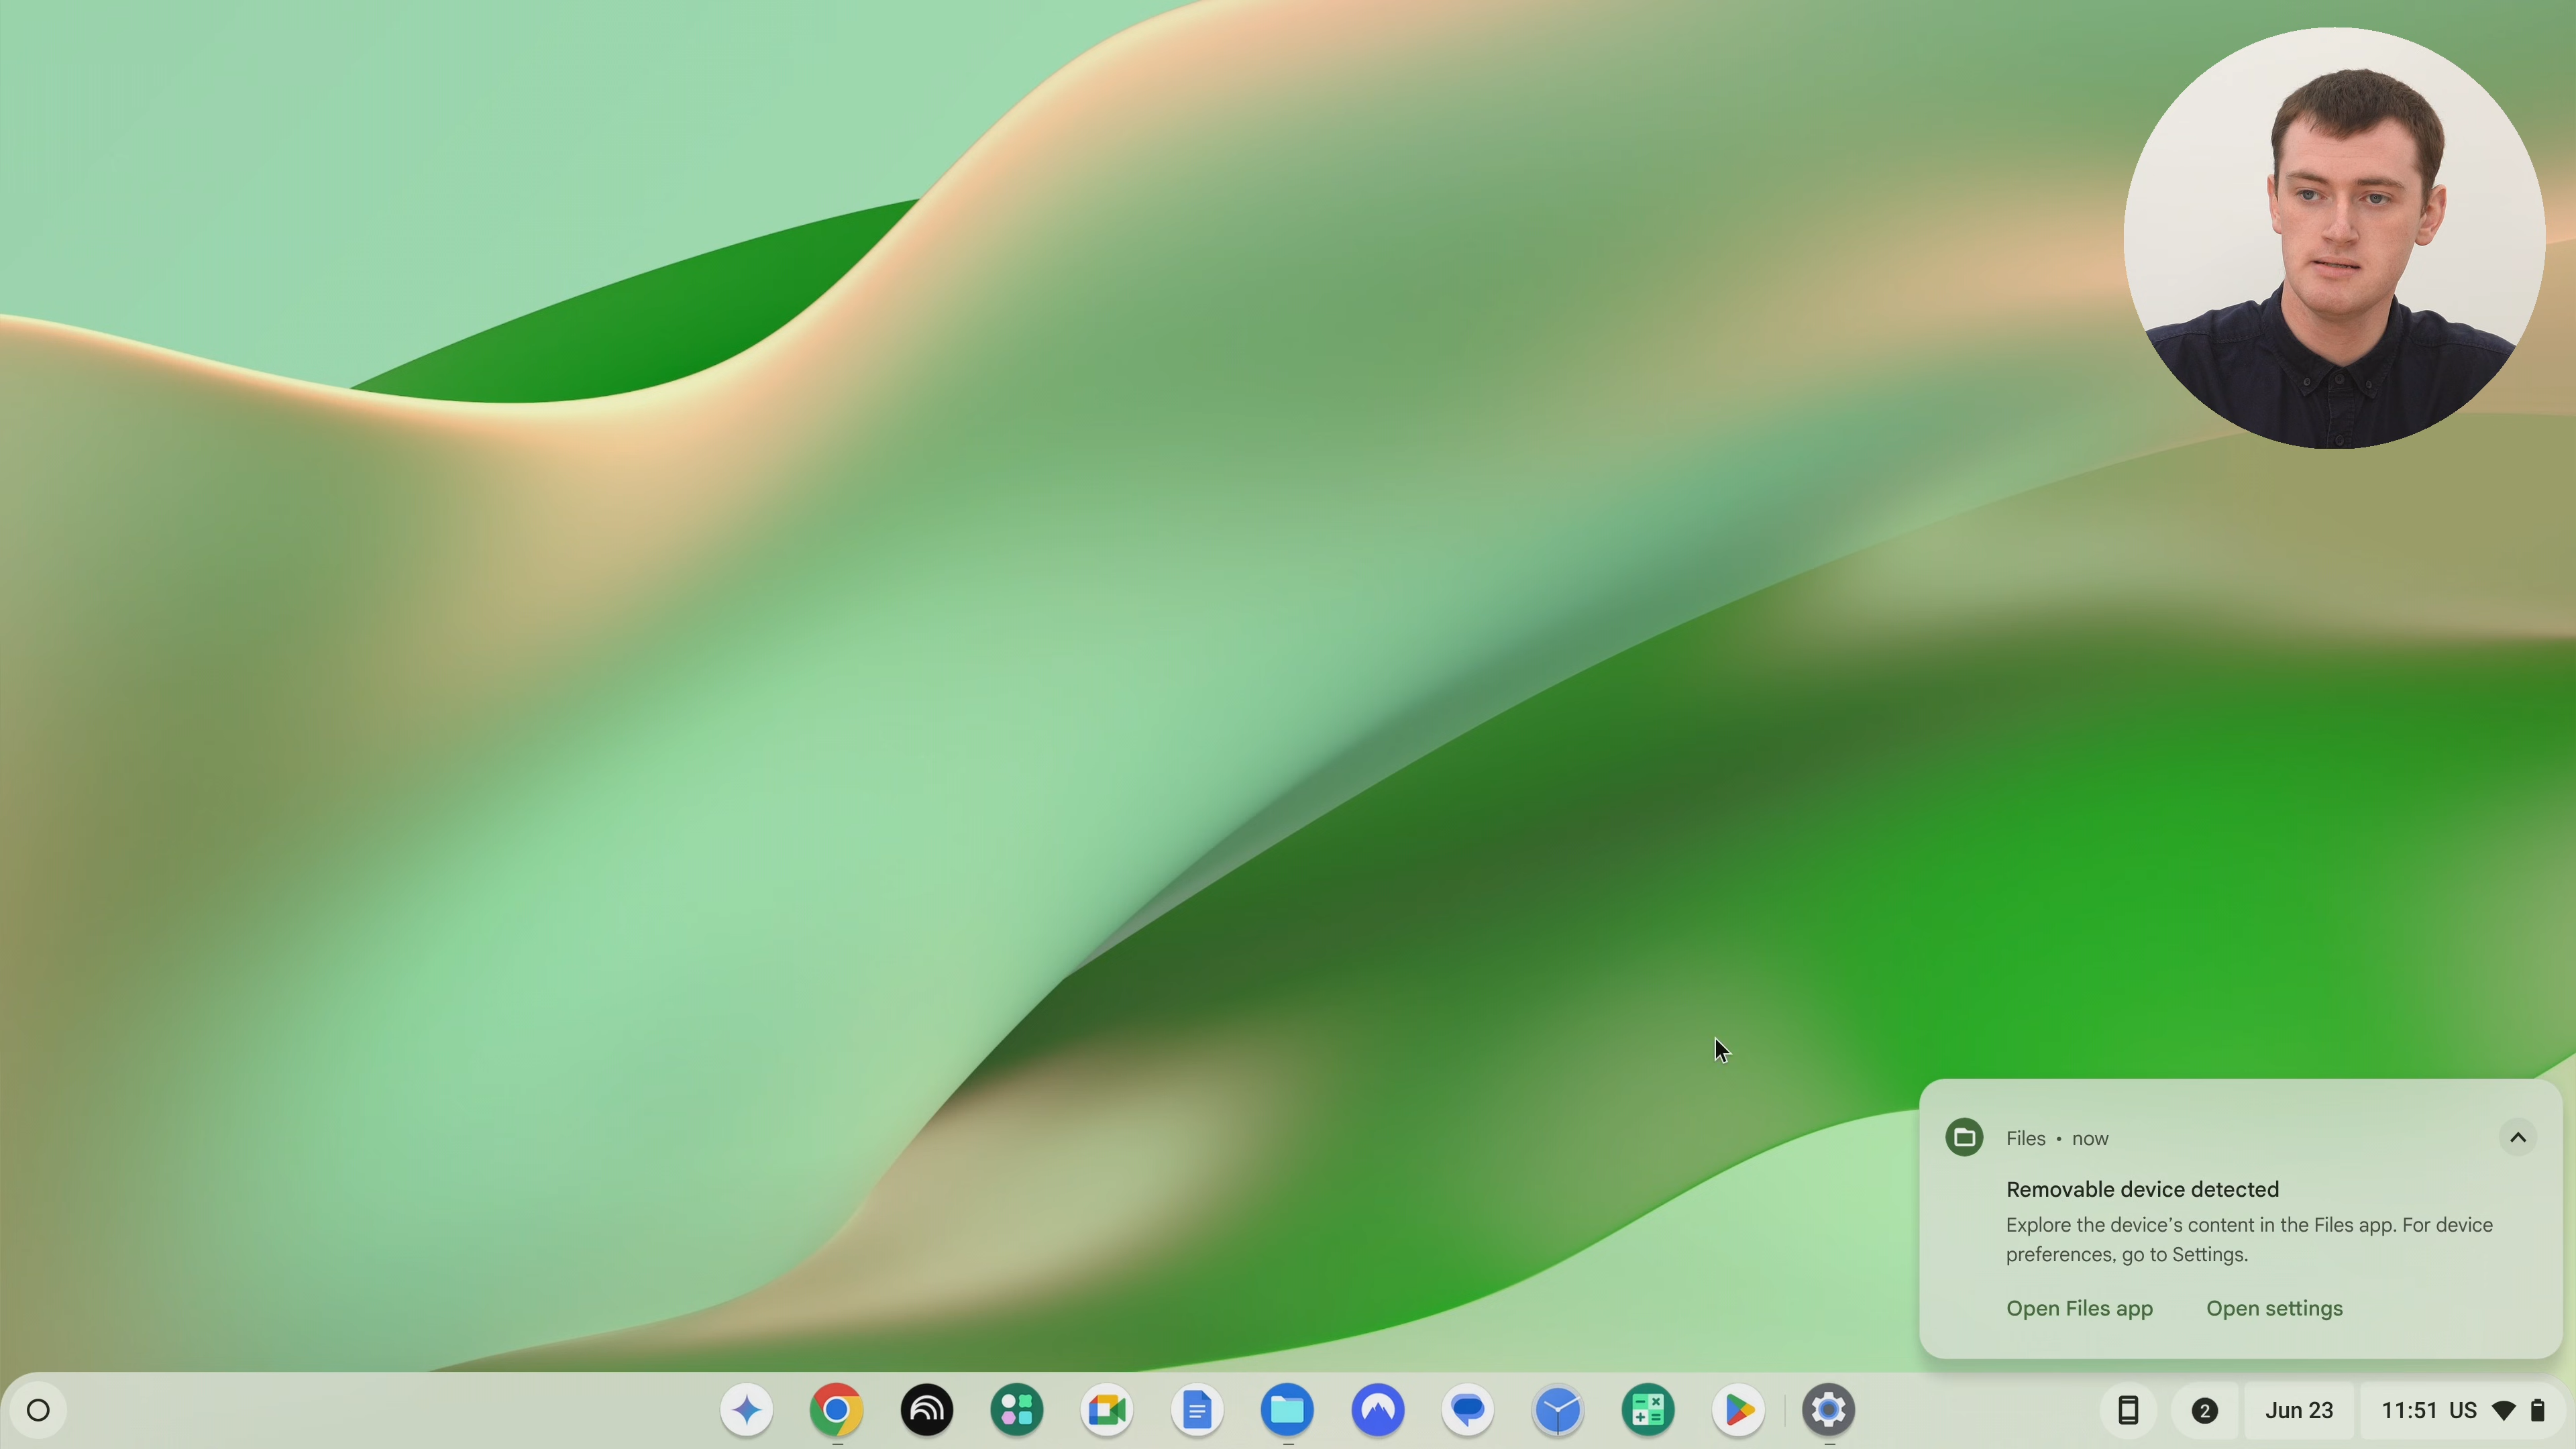 Files • now
Removable device detected
Explore the device’s content in the Files app. For device
preferences, go to Settings.
Open Files app Open settings
2 Jun 23 11:51 US